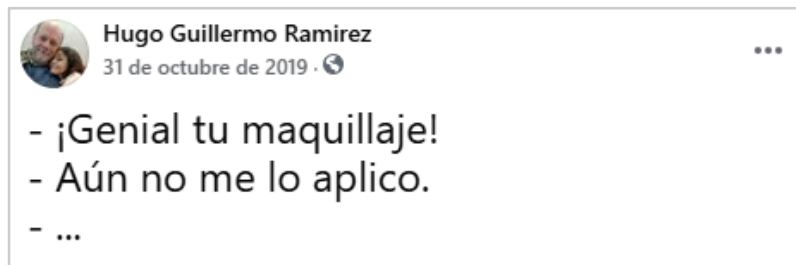 Hugo Guillermo Ramirez
31 de octubre de 2019 ·
- ¡Genial tu maquillaje!
- Aún no me lo aplico.
- ...